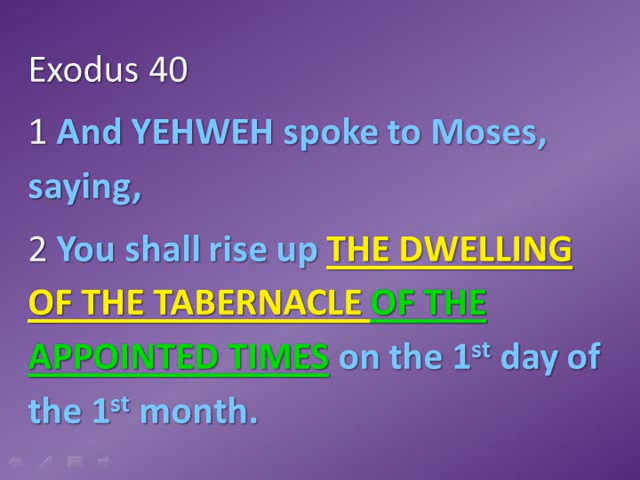 Exodus 40
1 And YEHWEH spoke to Moses,
saying,
2 You shall rise up THE DWELLING
OF THE TABERNACLE OF THE
APPOINTED TIMES on the 1st day of
the 1st month.